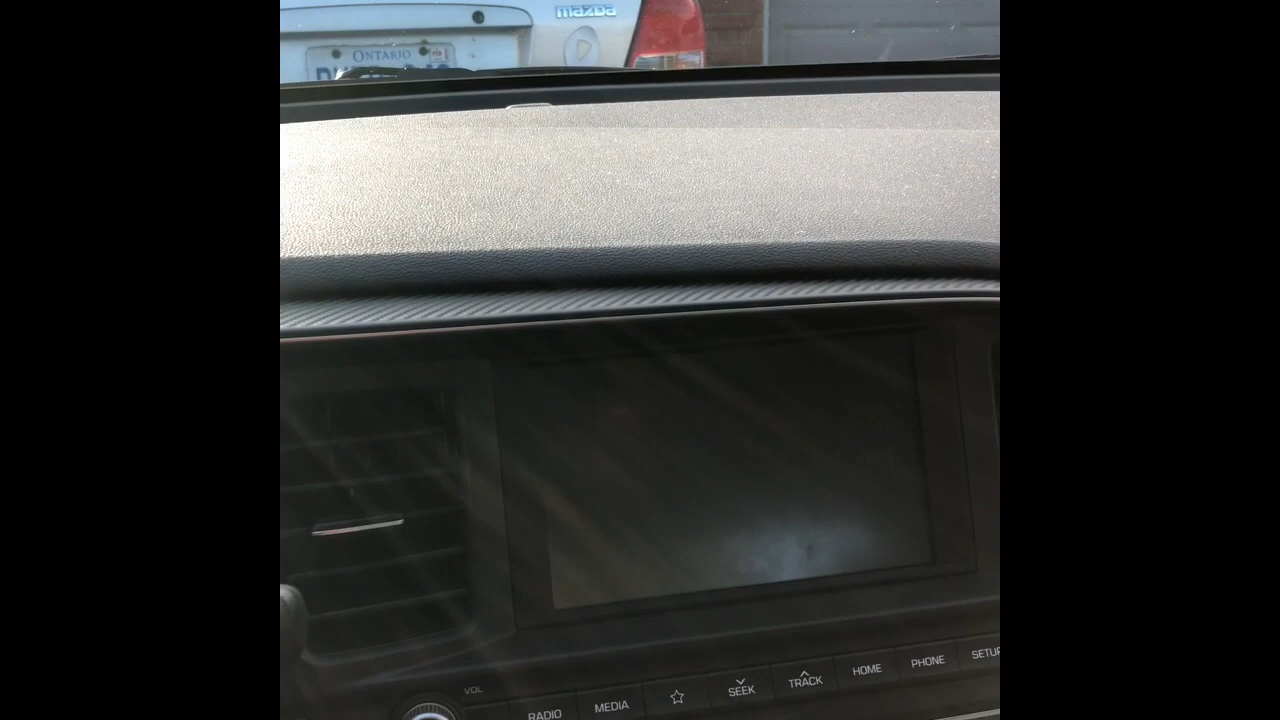 mazda
ONTARIO
VOL
RADIO
MEDIA
SEEK
TRACK
HOME
PHONE
SETUP